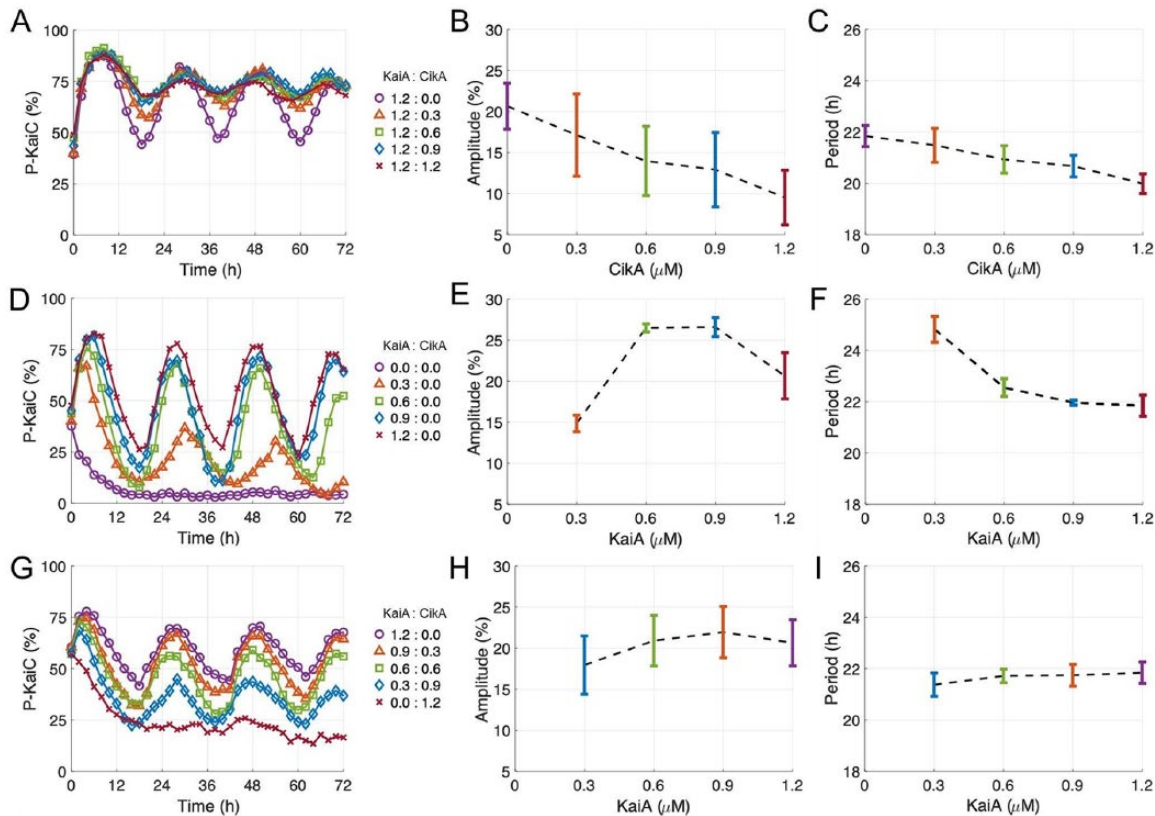 A
P-KaiC (%)
100
75
50
25
0
0 12 24 36 48 60 72
Time (h)
KaiA : CikA
1.2 : 0.0
1.2 : 0.3
1.2 : 0.6
1.2 : 0.9
1.2 : 1.2
B
Amplitude (%)
30
25
20
15
10
5
0 0.3 0.6 0.9 1.2
CikA (μM)
C
Period (h)
26
24
22
20
18
0 0.3 0.6 0.9 1.2
CikA (μM)
D
P-KaiC (%)
100
75
50
25
0
0 12 24 36 48 60 72
Time (h)
KaiA : CikA
0.0 : 0.0
0.3 : 0.0
0.6 : 0.0
0.9 : 0.0
1.2 : 0.0
E
Amplitude (%)
30
25
20
15
10
5
0 0.3 0.6 0.9 1.2
KaiA (μM)
F
Period (h)
26
24
22
20
18
0 0.3 0.6 0.9 1.2
KaiA (μM)
G
P-KaiC (%)
100
75
50
25
0
0 12 24 36 48 60 72
Time (h)
KaiA : CikA
1.2 : 0.0
0.9 : 0.3
0.6 : 0.6
0.3 : 0.9
0.0 : 1.2
H
Amplitude (%)
30
25
20
15
10
5
0 0.3 0.6 0.9 1.2
KaiA (μM)
I
Period (h)
26
24
22
20
18
0 0.3 0.6 0.9 1.2
KaiA (μM)